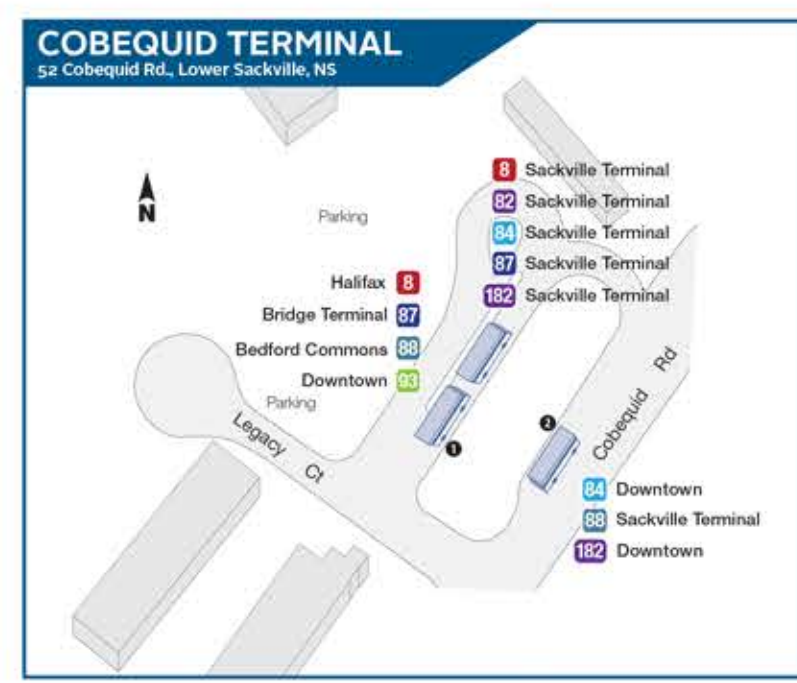 COBEQUID TERMINAL
52 Cobequid Rd., Lower Sackville, NS
N
Parking
8 Sackville Terminal
82 Sackville Terminal
84 Sackville Terminal
87 Sackville Terminal
182 Sackville Terminal
Halifax 8
Bridge Terminal 87
Bedford Commons 88
Downtown 93
Parking
Legacy Ct
Cobequid Rd
1
2
84 Downtown
88 Sackville Terminal
182 Downtown